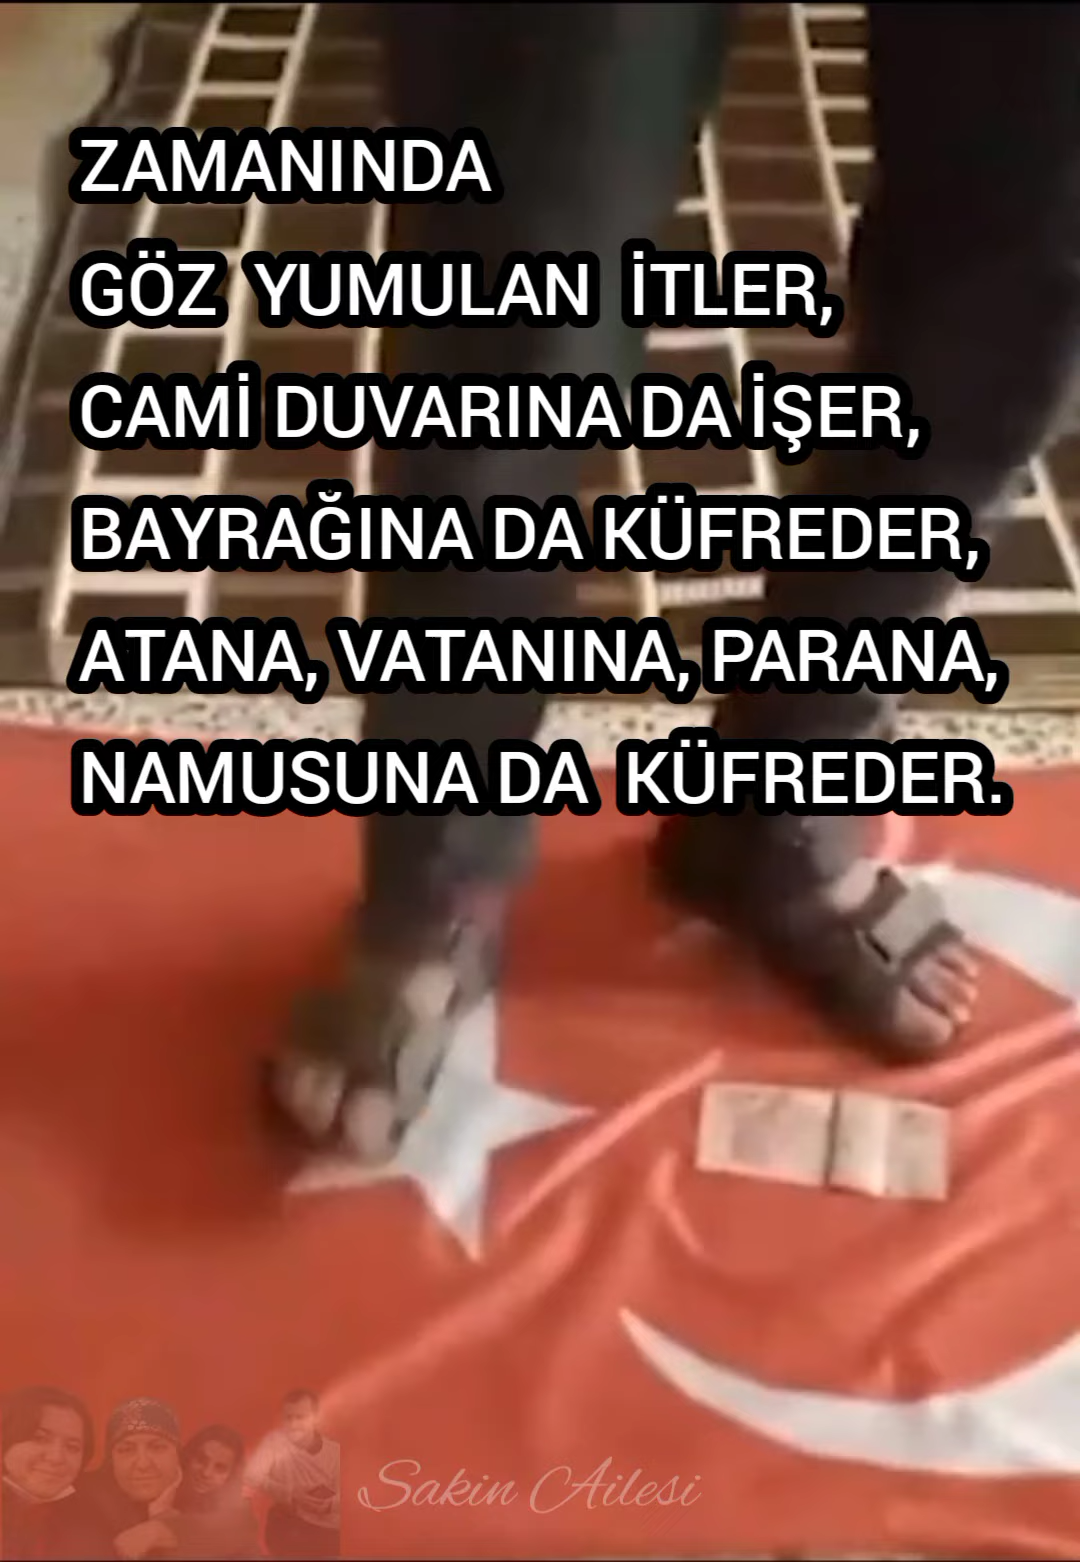 ZAMANINDA
GÖZ YUMULAN İTLER,
CAMİ DUVARINA DA İŞER,
BAYRAĞINA DA KÜFREDER,
ATANA, VATANINA, PARANA,
NAMUSUNA DA KÜFREDER.
Sakin Ailesi